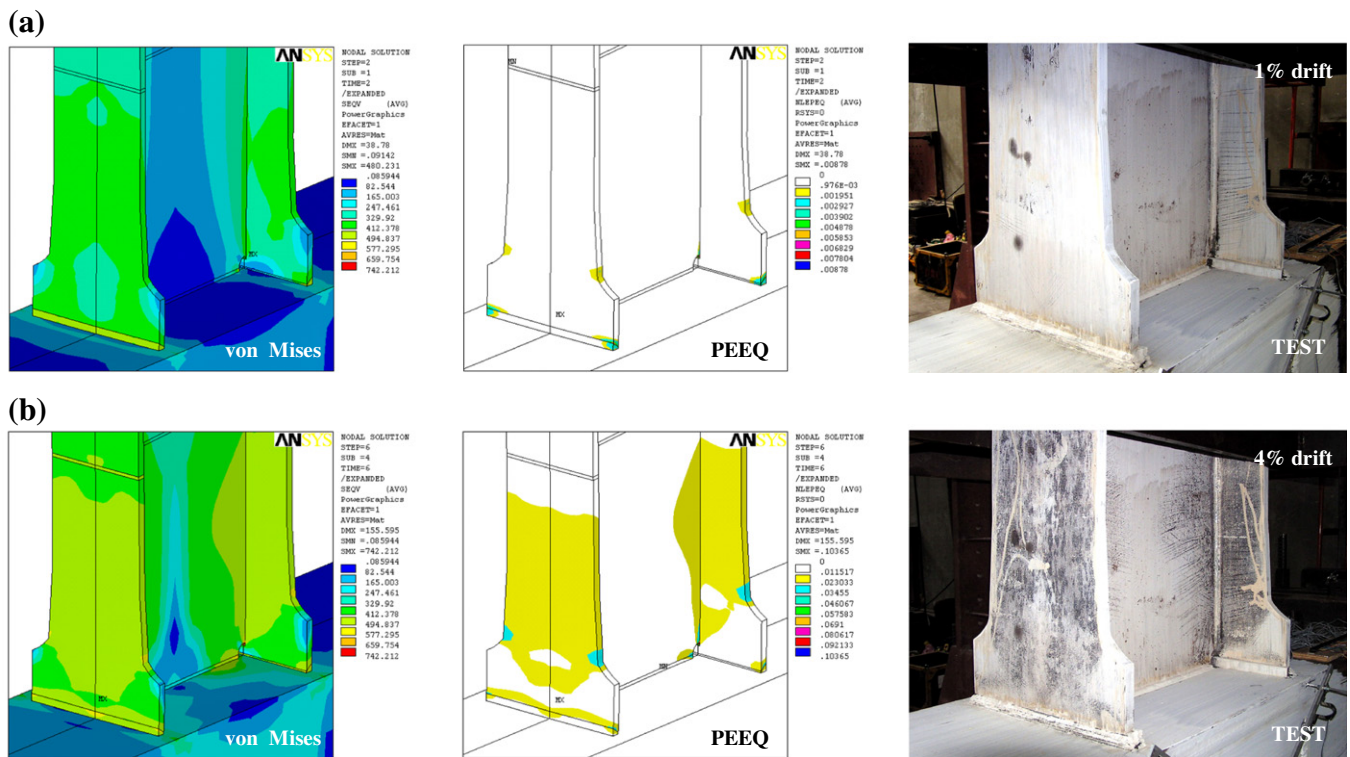 (a)
ANSYS
NODAL SOLUTION
STEP=2
SUB =1
TIME=2
/EXPANDED
SEQV (AVG)
PowerGraphics
EFACET=1
AVRES=Mat
DMX =38.78
SMN =.09142
SMX =480.231
.085944
82.544
165.003
247.461
329.92
412.378
494.837
577.295
659.754
742.212
MX
von Mises
ANSYS
NODAL SOLUTION
STEP=2
SUB =1
TIME=2
/EXPANDED
NLEPEQ (AVG)
RSYS=0
PowerGraphics
EFACET=1
AVRES=Mat
DMX =38.78
SMX =.00878
0
.976E-03
.001951
.002927
.003902
.004878
.005853
.006829
.007804
.00878
MN
MX
PEEQ
1% drift
TEST
(b)
ANSYS
NODAL SOLUTION
STEP=6
SUB =4
TIME=6
/EXPANDED
SEQV (AVG)
PowerGraphics
EFACET=1
AVRES=Mat
DMX =155.595
SMN =.085944
SMX =742.212
.085944
82.544
165.003
247.461
329.92
412.378
494.837
577.295
659.754
742.212
MX
von Mises
ANSYS
NODAL SOLUTION
STEP=6
SUB =4
TIME=6
/EXPANDED
NLEPEQ (AVG)
RSYS=0
PowerGraphics
EFACET=1
AVRES=Mat
DMX =155.595
SMX =.10365
0
.011517
.023033
.03455
.046067
.057583
.0691
.080617
.092133
.10365
MN
MX
PEEQ
4% drift
TEST